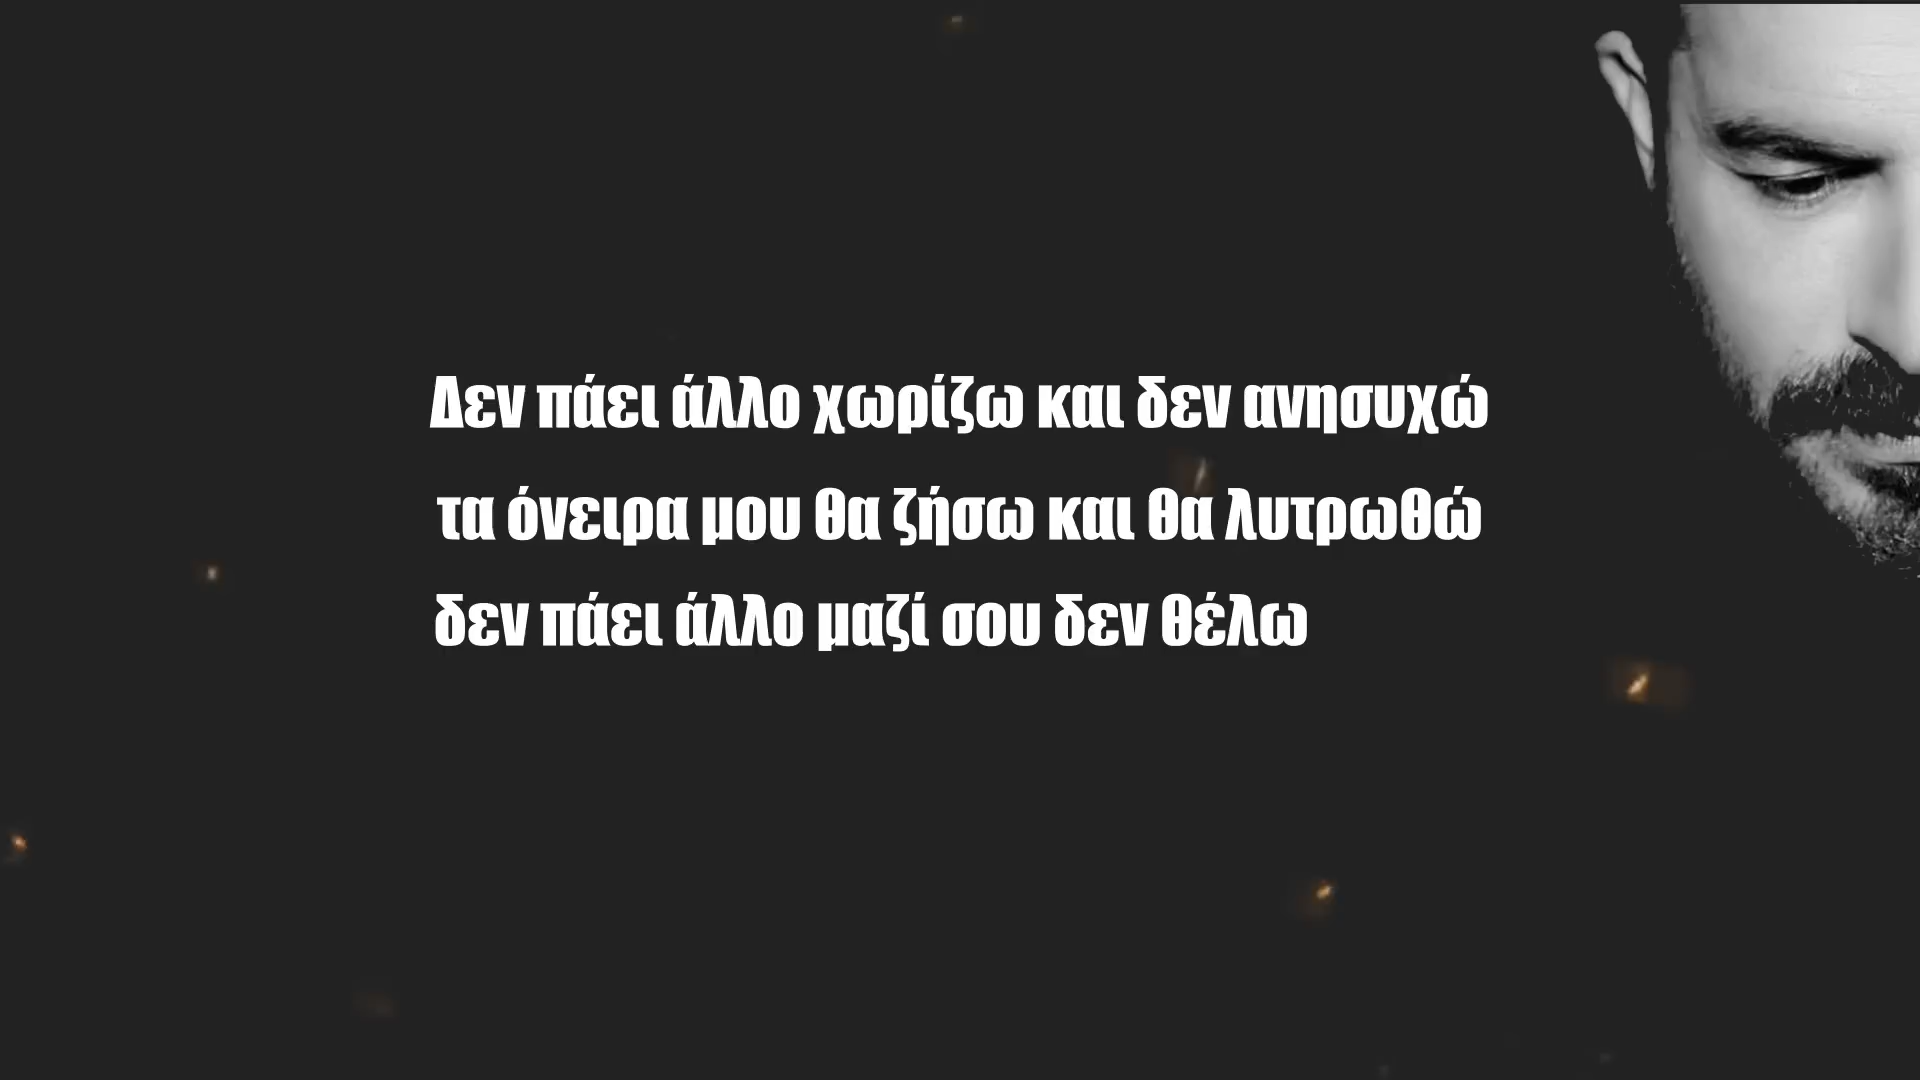 Δεν πάει άλλο χωρίζω και δεν ανησυχώ
τα όνειρα μου θα ζήσω και θα λυτρωθώ
δεν πάει άλλο μαζί σου δεν θέλω